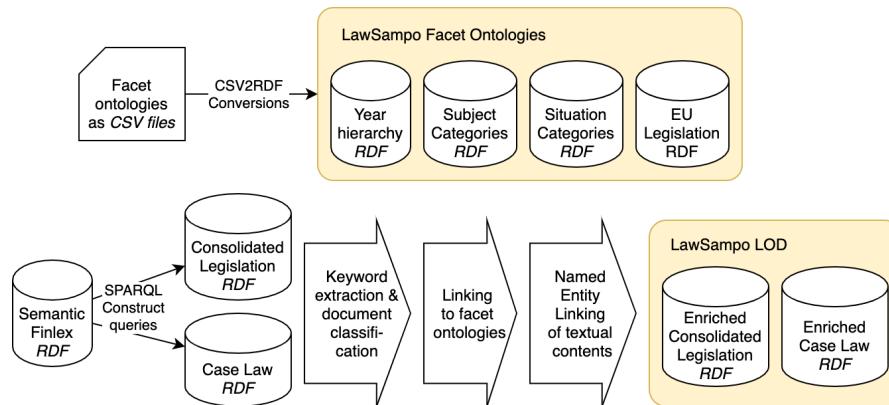 LawSampo Facet Ontologies
Facet
ontologies
as CSV files
CSV2RDF
Conversions
Year
hierarchy
RDF
Subject
Categories
RDF
Situation
Categories
RDF
EU
Legislation
RDF
Semantic
Finlex
RDF
SPARQL
Construct
queries
Consolidated
Legislation
RDF
Case Law
RDF
Keyword
extraction &
document
classifi-
cation
Linking
to facet
ontologies
Named
Entity
Linking
of textual
contents
LawSampo LOD
Enriched
Consolidated
Legislation
RDF
Enriched
Case Law
RDF